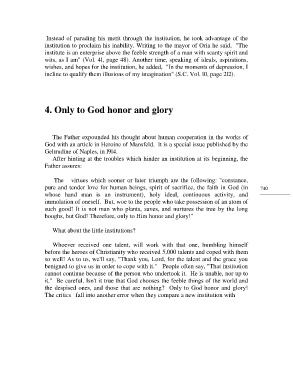 Instead of parading his merit through the institution, he took advantage of the
institution to proclaim his inability. Writing to the mayor of Oria he said. "The
institute is an enterprise above the feeble strength of a man with scanty spirit and
wits, as I am" (Vol. 41, page 48). Another time, speaking of ideals, aspirations,
wishes, and hopes for the institution, he added, "In the moments of depression, I
incline to qualify them illusions of my imagination" (S.C. Vol. 10, page 212).
4. Only to God honor and glory
The Father expounded his thought about human cooperation in the works of
God with an article in Heroine of Mansfeld. It is a special issue published by the
Geltrudine of Naples, in 1914.
After hinting at the troubles which hinder an institution at its beginning, the
Father assures:
The virtues which sooner or later triumph are the following: "constance,
pure and tender love for human beings, spirit of sacrifice, the faith in God (in
whose hand man is an instrument), holy intentions, continuous activity, and
immolation of oneself. But, woe to the people who take possession of an atom of
such good! It is not man who plants, saves, and nurtures the tree by the long
boughs, but God! Therefore, only to Him honor and glory!"
740
What about the little institutions?
Whoever received one talent, will work with that one, humbling himself
before the heroes of Christianity who received 5,000 talents and coped with them
so well! As to us, we'll say, "Thank you, Lord, for the talent and the grace you
benigned to give us in order to cope with it." People often say, "That institution
cannot continue because of the person who undertook it. He is unable, nor up to
it." Be careful. Isn't it true that God chooses the feeble things of the world and
the despised ones, and those that are nothing? Only to God honor and glory!
The critics fall into another error when they compare a new institution with